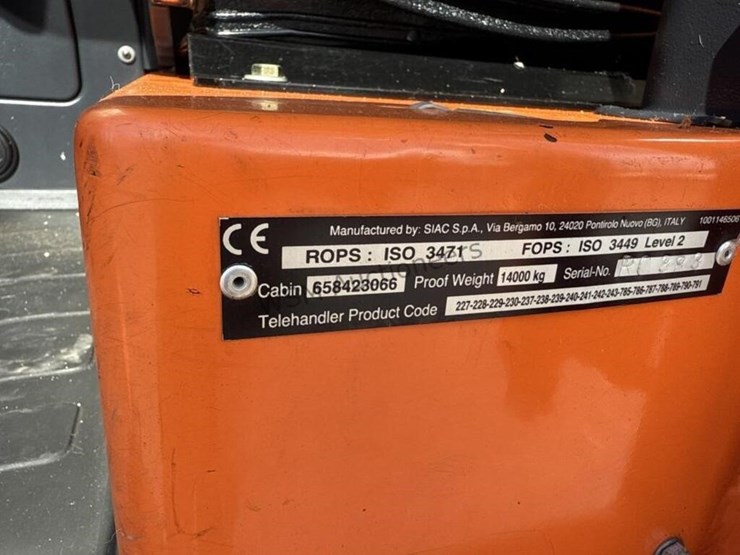 CE
Manufactured by: SIAC S.p.A., Via Bergamo 10, 24020 Pontirolo Nuovo (BG), ITALY 1001146506
ROPS : ISO 3471 FOPS : ISO 3449 Level 2
Cabin 658423066 Proof Weight 14000 kg Serial-No.
Telehandler Product Code 227-228-229-230-237-238-239-240-241-242-243-785-786-787-788-789-790-791
Auctioneers